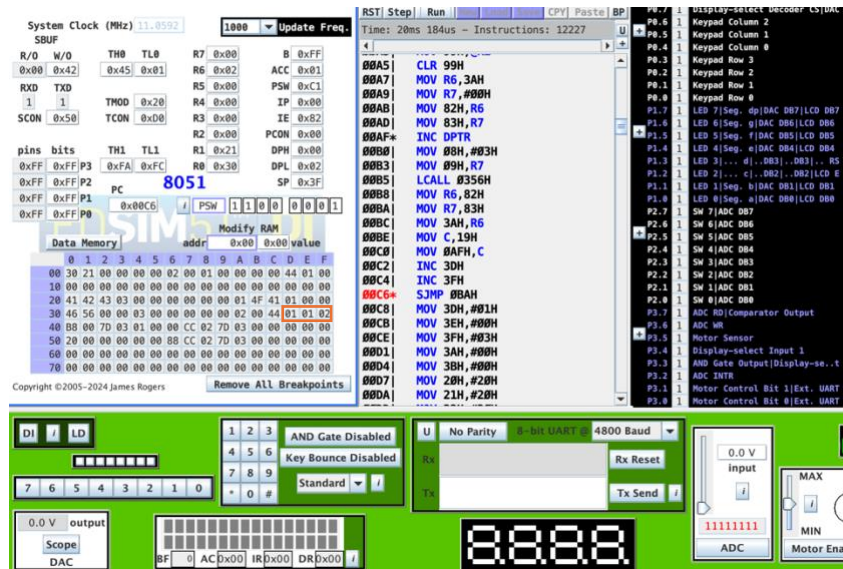 System Clock (MHz) 11.0592 1000 Update Freq.
SBUF
R/O W/O TH0 TL0 R7 0x00 B 0xFF
0x00 0x42 0x45 0x01 R6 0x02 ACC 0x01
RXD TXD R5 0x00 PSW 0xC1
1 1 TMOD 0x20 R4 0x00 IP 0x00
SCON 0x50 TCON 0xD0 R3 0x00 IE 0x82
R2 0x00 PCON 0x00
pins bits TH1 TL1 R1 0x21 DPH 0x00
0xFF 0xFF P3 0xFA 0xFC R0 0x30 DPL 0x02
0xFF 0xFF P2 PC 8051 SP 0x3F
0xFF 0xFF P1 0x00C6 i PSW 1 1 0 0 0 0 0 1
0xFF 0xFF P0
Modify RAM
Data Memory addr 0x00 0x00 value
0 1 2 3 4 5 6 7 8 9 A B C D E F
00 30 21 00 00 00 00 02 00 01 00 00 00 00 44 01 00
10 00 00 00 00 00 00 00 00 00 00 00 00 00 00 00 00
20 41 42 43 03 00 00 00 00 00 00 01 4F 41 01 00 00
30 46 56 00 00 03 00 00 00 00 00 02 00 44 01 01 02
40 B8 00 7D 03 01 00 00 CC 02 7D 03 00 00 00 00 00
50 20 00 00 00 00 00 88 CC 02 7D 03 00 00 00 00 00
60 00 00 00 00 00 00 00 00 00 00 00 00 00 00 00 00
70 00 00 00 00 00 00 00 00 00 00 00 00 00 00 00 00
Copyright ©2005-2024 James Rogers Remove All Breakpoints
RST Step Run CPY Paste BP
Time: 20ms 184us - Instructions: 12227 U
00A5| CLR 99H
00A7| MOV R6,3AH
00A9| MOV R7,#00H
00AB| MOV 82H,R6
00AD| MOV 83H,R7
00AF* INC DPTR
00B0| MOV 08H,#03H
00B3| MOV 09H,R7
00B5| LCALL 0356H
00B8| MOV R6,82H
00BA| MOV R7,83H
00BC| MOV 3AH,R6
00BE| MOV C,19H
00C0| MOV 0AFH,C
00C2| INC 3DH
00C4| INC 3FH
00C6* SJMP 0BAH
00C8| MOV 3DH,#01H
00CB| MOV 3EH,#00H
00CE| MOV 3FH,#03H
00D1| MOV 3AH,#00H
00D4| MOV 3BH,#00H
00D7| MOV 20H,#20H
00DA| MOV 21H,#2FH
P0.7 1 Display-select Decoder CS|DAC
P0.6 1 Keypad Column 2
P0.5 1 Keypad Column 1
P0.4 1 Keypad Column 0
P0.3 1 Keypad Row 3
P0.2 1 Keypad Row 2
P0.1 1 Keypad Row 1
P0.0 1 Keypad Row 0
P1.7 1 LED 7|Seg. dp|DAC DB7|LCD DB7
P1.6 1 LED 6|Seg. g|DAC DB6|LCD DB6
P1.5 1 LED 5|Seg. f|DAC DB5|LCD DB5
P1.4 1 LED 4|Seg. e|DAC DB4|LCD DB4
P1.3 1 LED 3|... d|..DB3|..DB3|.. RS
P1.2 1 LED 2|... c|..DB2|..DB2|LCD E
P1.1 1 LED 1|Seg. b|DAC DB1|LCD DB1
P1.0 1 LED 0|Seg. a|DAC DB0|LCD DB0
P2.7 1 SW 7|ADC DB7
P2.6 1 SW 6|ADC DB6
P2.5 1 SW 5|ADC DB5
P2.4 1 SW 4|ADC DB4
P2.3 1 SW 3|ADC DB3
P2.2 1 SW 2|ADC DB2
P2.1 1 SW 1|ADC DB1
P2.0 1 SW 0|ADC DB0
P3.7 1 ADC RD|Comparator Output
P3.6 1 ADC WR
P3.5 1 Motor Sensor
P3.4 1 Display-select Input 1
P3.3 1 AND Gate Output|Display-se..t
P3.2 1 ADC INTR
P3.1 1 Motor Control Bit 1|Ext. UART
P3.0 1 Motor Control Bit 0|Ext. UART
DI i LD
7 6 5 4 3 2 1 0
0.0 V output
Scope
DAC
1 2 3 AND Gate Disabled
4 5 6 Key Bounce Disabled
7 8 9 Standard i
* 0 #
BF 0 AC 0x00 IR 0x00 DR 0x00 i
U No Parity 8-bit UART @ 4800 Baud
Rx Rx Reset
Tx Tx Send i
8.8.8.8.
0.0 V
input
i
11111111
ADC
MAX
i
MIN
Motor Ena